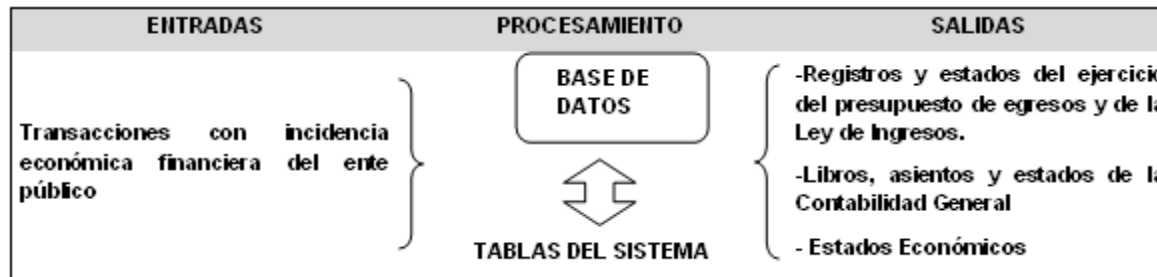 ENTRADAS
PROCESAMIENTO
SALIDAS
Transacciones con incidencia
económica financiera del ente
público
BASE DE
DATOS
TABLAS DEL SISTEMA
-Registros y estados del ejercicio
del presupuesto de egresos y de la
Ley de Ingresos.
-Libros, asientos y estados de la
Contabilidad General
- Estados Económicos